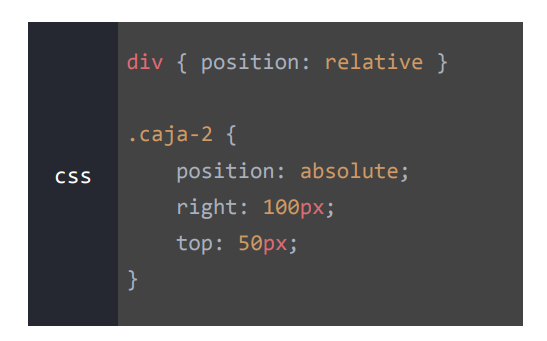 div { position: relative }
.caja-2 {
css
position: absolute;
right: 100px;
top: 50px;
}